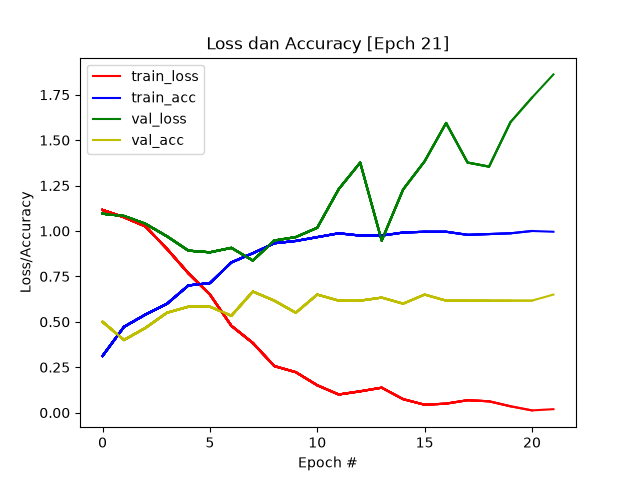 Loss dan Accuracy [Epch 21]
train_loss
train_acc
val_loss
val_acc
Loss/Accuracy
1.75
1.50
1.25
1.00
0.75
0.50
0.25
0.00
0 5 10 15 20
Epoch #